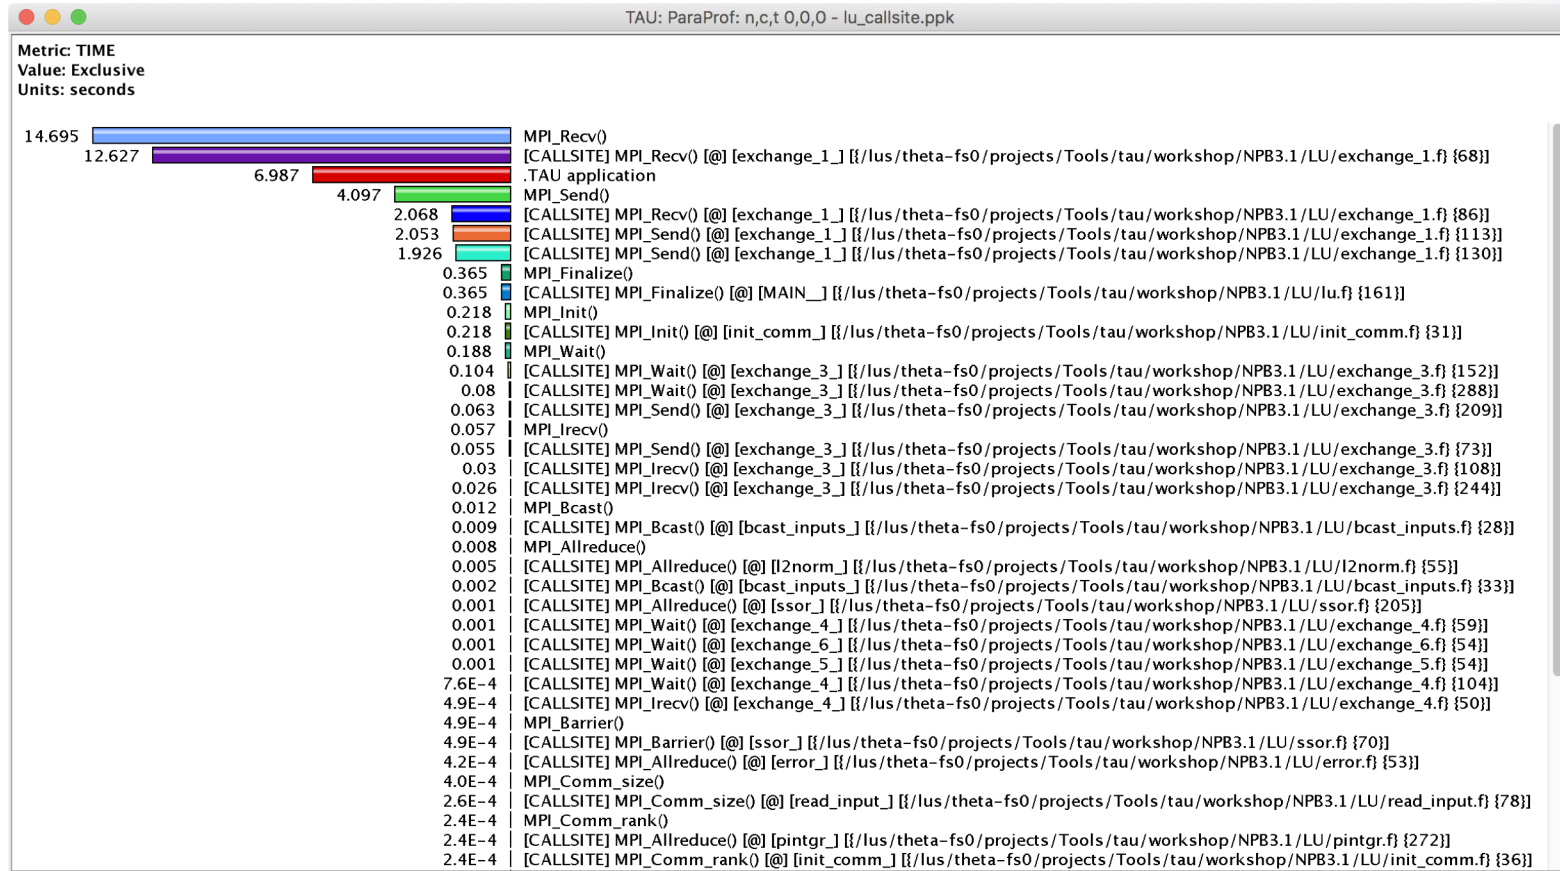 TAU: ParaProf: n,c,t 0,0,0 - lu_callsite.ppk
Metric: TIME
Value: Exclusive
Units: seconds
14.695 MPI_Recv()
12.627 [CALLSITE] MPI_Recv() [@] [exchange_1_] [{/lus/theta-fs0/projects/Tools/tau/workshop/NPB3.1/LU/exchange_1.f} {68}]
6.987 .TAU application
4.097 MPI_Send()
2.068 [CALLSITE] MPI_Recv() [@] [exchange_1_] [{/lus/theta-fs0/projects/Tools/tau/workshop/NPB3.1/LU/exchange_1.f} {86}]
2.053 [CALLSITE] MPI_Send() [@] [exchange_1_] [{/lus/theta-fs0/projects/Tools/tau/workshop/NPB3.1/LU/exchange_1.f} {113}]
1.926 [CALLSITE] MPI_Send() [@] [exchange_1_] [{/lus/theta-fs0/projects/Tools/tau/workshop/NPB3.1/LU/exchange_1.f} {130}]
0.365 MPI_Finalize()
0.365 [CALLSITE] MPI_Finalize() [@] [MAIN__] [{/lus/theta-fs0/projects/Tools/tau/workshop/NPB3.1/LU/lu.f} {161}]
0.218 MPI_Init()
0.218 [CALLSITE] MPI_Init() [@] [init_comm_] [{/lus/theta-fs0/projects/Tools/tau/workshop/NPB3.1/LU/init_comm.f} {31}]
0.188 MPI_Wait()
0.104 [CALLSITE] MPI_Wait() [@] [exchange_3_] [{/lus/theta-fs0/projects/Tools/tau/workshop/NPB3.1/LU/exchange_3.f} {152}]
0.08 [CALLSITE] MPI_Wait() [@] [exchange_3_] [{/lus/theta-fs0/projects/Tools/tau/workshop/NPB3.1/LU/exchange_3.f} {288}]
0.063 [CALLSITE] MPI_Send() [@] [exchange_3_] [{/lus/theta-fs0/projects/Tools/tau/workshop/NPB3.1/LU/exchange_3.f} {209}]
0.057 MPI_Irecv()
0.055 [CALLSITE] MPI_Send() [@] [exchange_3_] [{/lus/theta-fs0/projects/Tools/tau/workshop/NPB3.1/LU/exchange_3.f} {73}]
0.03 [CALLSITE] MPI_Irecv() [@] [exchange_3_] [{/lus/theta-fs0/projects/Tools/tau/workshop/NPB3.1/LU/exchange_3.f} {108}]
0.026 [CALLSITE] MPI_Irecv() [@] [exchange_3_] [{/lus/theta-fs0/projects/Tools/tau/workshop/NPB3.1/LU/exchange_3.f} {244}]
0.012 MPI_Bcast()
0.009 [CALLSITE] MPI_Bcast() [@] [bcast_inputs_] [{/lus/theta-fs0/projects/Tools/tau/workshop/NPB3.1/LU/bcast_inputs.f} {28}]
0.008 MPI_Allreduce()
0.005 [CALLSITE] MPI_Allreduce() [@] [l2norm_] [{/lus/theta-fs0/projects/Tools/tau/workshop/NPB3.1/LU/l2norm.f} {55}]
0.002 [CALLSITE] MPI_Bcast() [@] [bcast_inputs_] [{/lus/theta-fs0/projects/Tools/tau/workshop/NPB3.1/LU/bcast_inputs.f} {33}]
0.001 [CALLSITE] MPI_Allreduce() [@] [ssor_] [{/lus/theta-fs0/projects/Tools/tau/workshop/NPB3.1/LU/ssor.f} {205}]
0.001 [CALLSITE] MPI_Wait() [@] [exchange_4_] [{/lus/theta-fs0/projects/Tools/tau/workshop/NPB3.1/LU/exchange_4.f} {59}]
0.001 [CALLSITE] MPI_Wait() [@] [exchange_6_] [{/lus/theta-fs0/projects/Tools/tau/workshop/NPB3.1/LU/exchange_6.f} {54}]
0.001 [CALLSITE] MPI_Wait() [@] [exchange_5_] [{/lus/theta-fs0/projects/Tools/tau/workshop/NPB3.1/LU/exchange_5.f} {54}]
7.6E-4 [CALLSITE] MPI_Wait() [@] [exchange_4_] [{/lus/theta-fs0/projects/Tools/tau/workshop/NPB3.1/LU/exchange_4.f} {104}]
4.9E-4 [CALLSITE] MPI_Irecv() [@] [exchange_4_] [{/lus/theta-fs0/projects/Tools/tau/workshop/NPB3.1/LU/exchange_4.f} {50}]
4.9E-4 MPI_Barrier()
4.9E-4 [CALLSITE] MPI_Barrier() [@] [ssor_] [{/lus/theta-fs0/projects/Tools/tau/workshop/NPB3.1/LU/ssor.f} {70}]
4.2E-4 [CALLSITE] MPI_Allreduce() [@] [error_] [{/lus/theta-fs0/projects/Tools/tau/workshop/NPB3.1/LU/error.f} {53}]
4.0E-4 MPI_Comm_size()
2.6E-4 [CALLSITE] MPI_Comm_size() [@] [read_input_] [{/lus/theta-fs0/projects/Tools/tau/workshop/NPB3.1/LU/read_input.f} {78}]
2.4E-4 MPI_Comm_rank()
2.4E-4 [CALLSITE] MPI_Allreduce() [@] [pintgr_] [{/lus/theta-fs0/projects/Tools/tau/workshop/NPB3.1/LU/pintgr.f} {272}]
2.4E-4 [CALLSITE] MPI_Comm_rank() [@] [init_comm_] [{/lus/theta-fs0/projects/Tools/tau/workshop/NPB3.1/LU/init_comm.f} {36}]